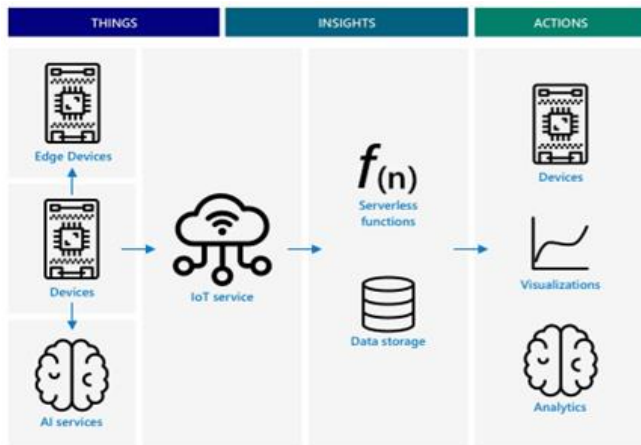 THINGS
INSIGHTS
ACTIONS
Edge Devices
Devices
AI services
IoT service
f(n)
Serverless
functions
Data storage
Devices
Visualizations
Analytics